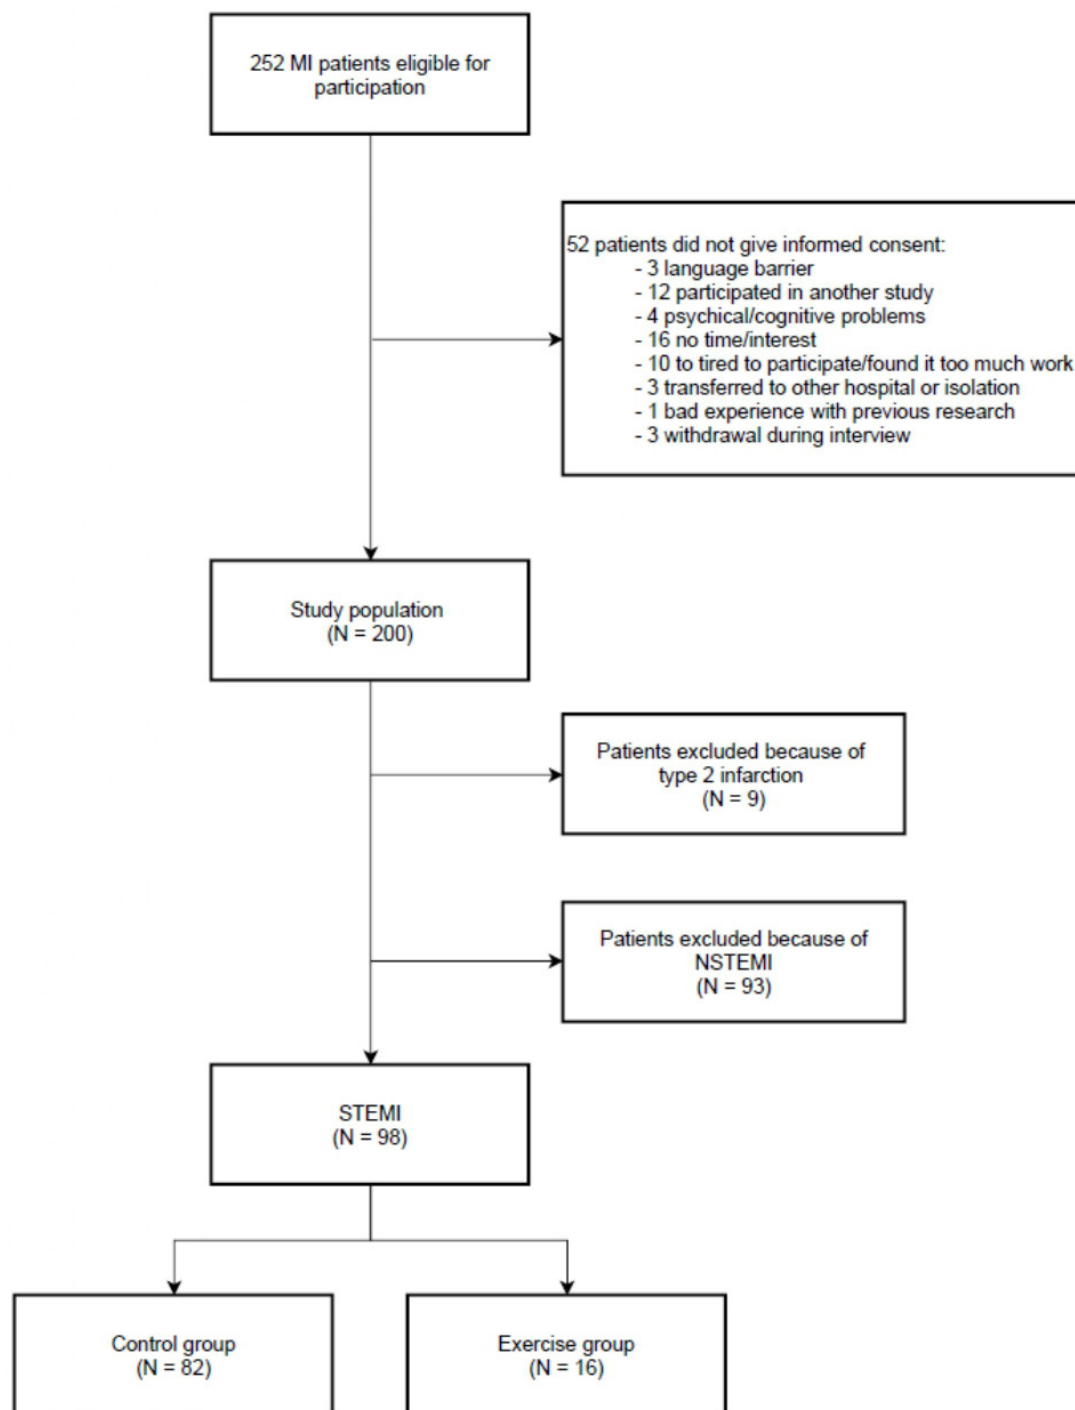 252 MI patients eligible for
participation
52 patients did not give informed consent:
- 3 language barrier
- 12 participated in another study
- 4 psychical/cognitive problems
- 16 no time/interest
- 10 to tired to participate/found it too much work
- 3 transferred to other hospital or isolation
- 1 bad experience with previous research
- 3 withdrawal during interview
Study population
(N = 200)
Patients excluded because of
type 2 infarction
(N = 9)
Patients excluded because of
NSTEMI
(N = 93)
STEMI
(N = 98)
Control group
(N = 82)
Exercise group
(N = 16)